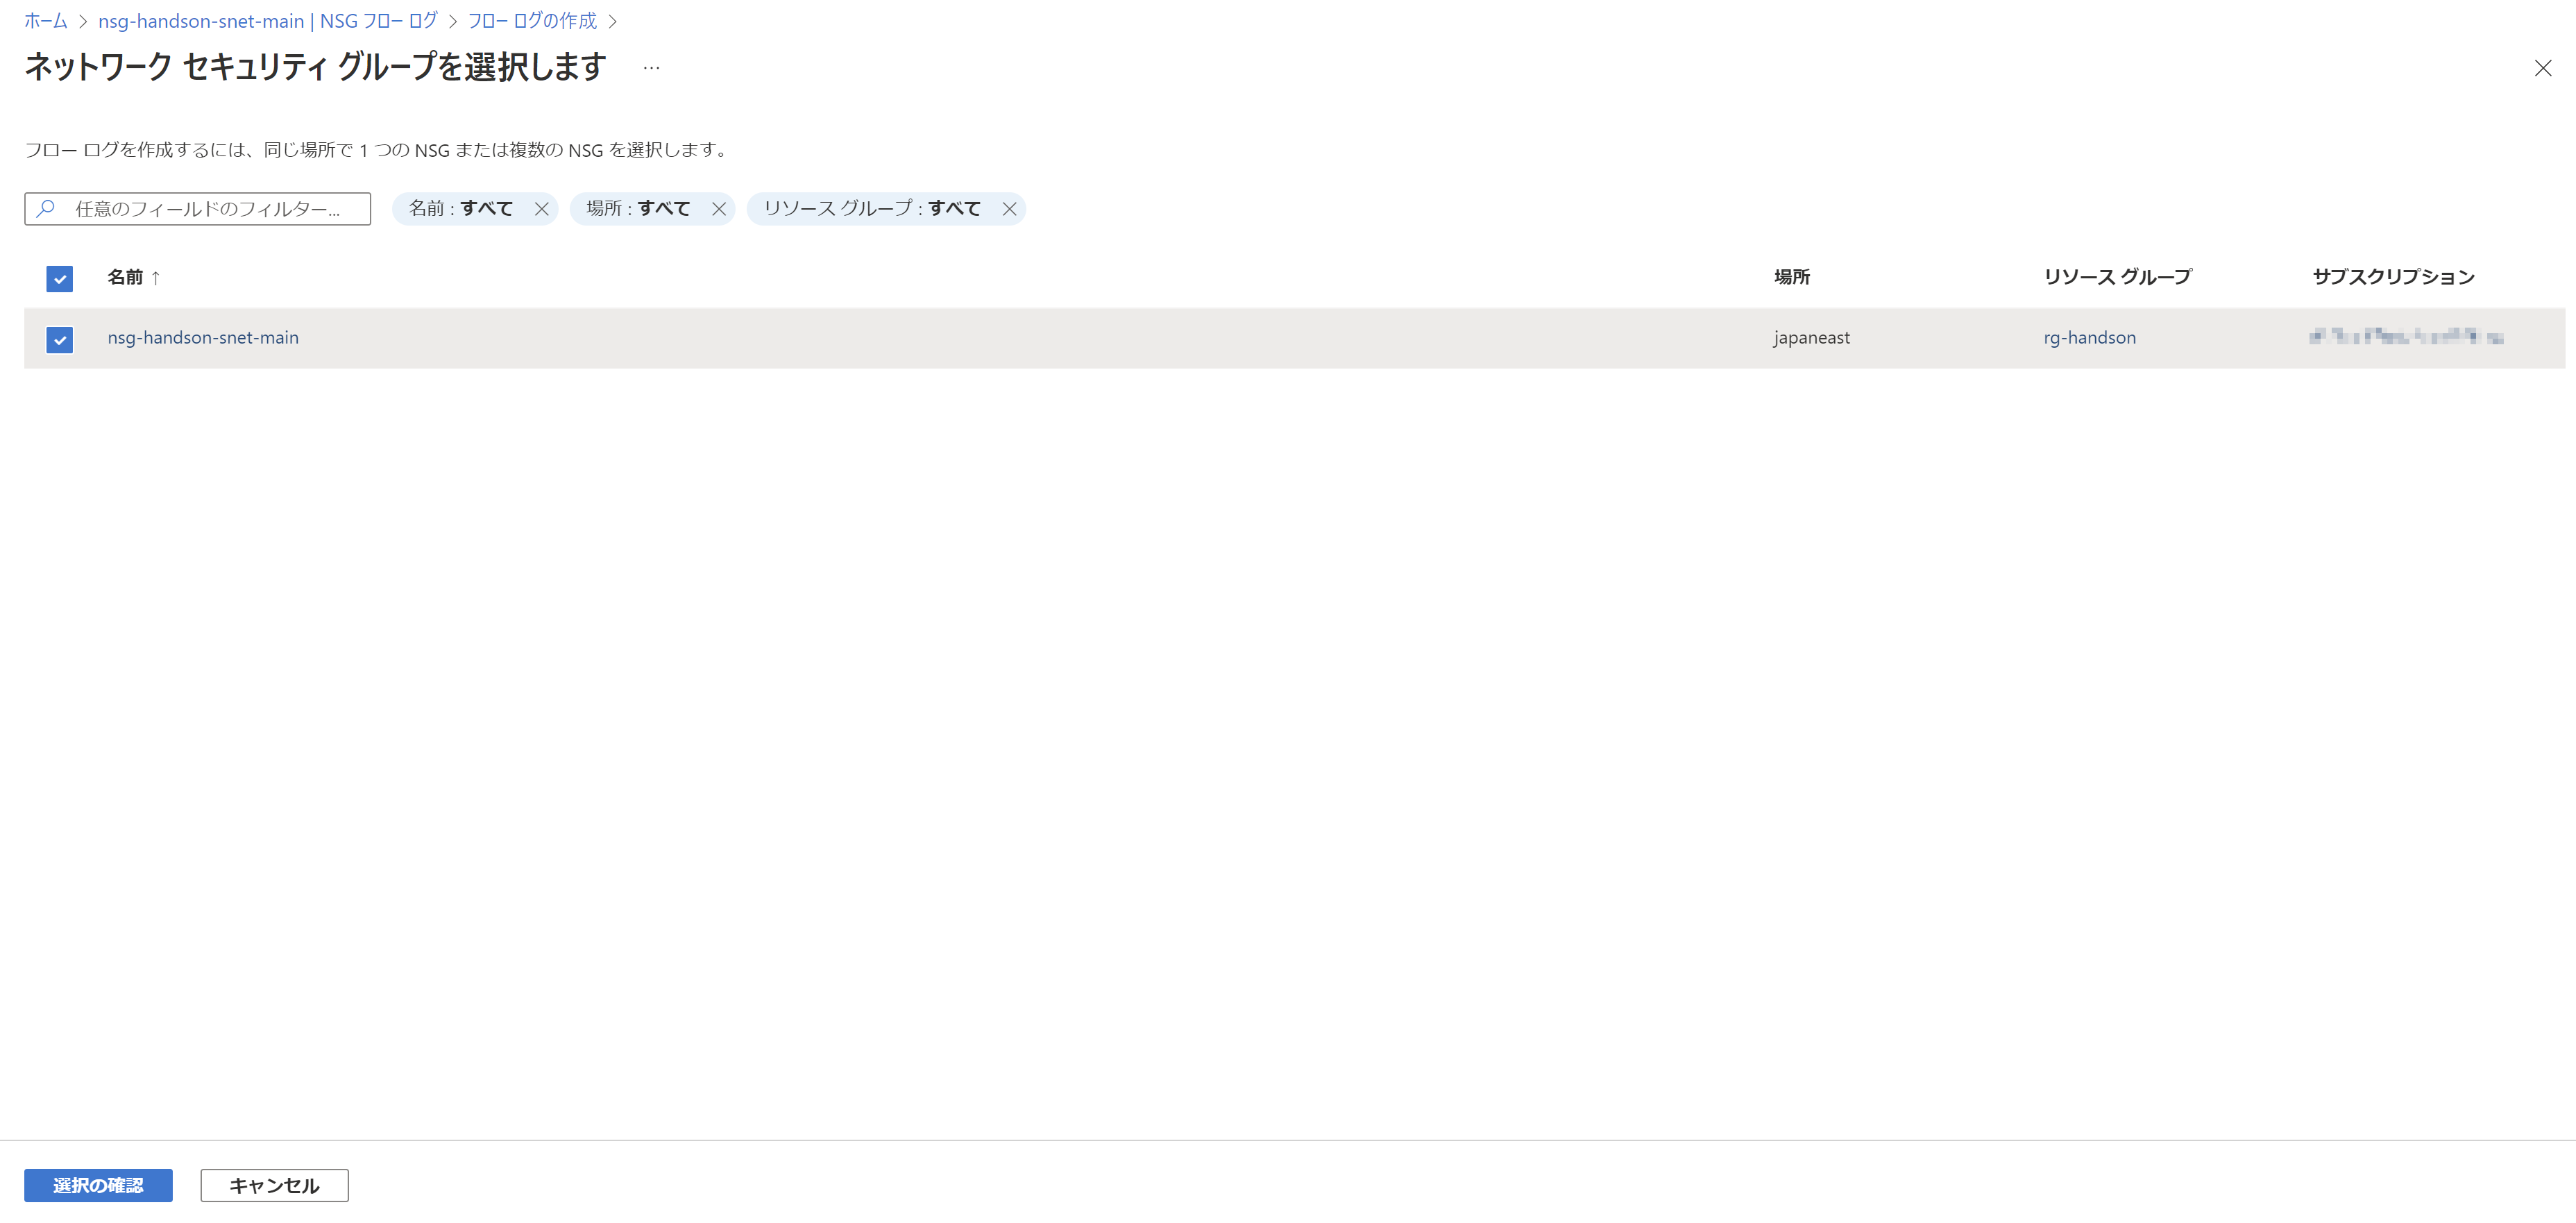 ホーム > nsg-handson-snet-main | NSG フロー ログ > フロー ログの作成 >
ネットワーク セキュリティ グループを選択します ...
フロー ログを作成するには、同じ場所で 1 つの NSG または複数の NSG を選択します。
任意のフィールドのフィルター... 名前 : すべて 場所 : すべて リソース グループ : すべて
名前 ↑ 場所 リソース グループ サブスクリプション
nsg-handson-snet-main japaneast rg-handson
選択の確認 キャンセル